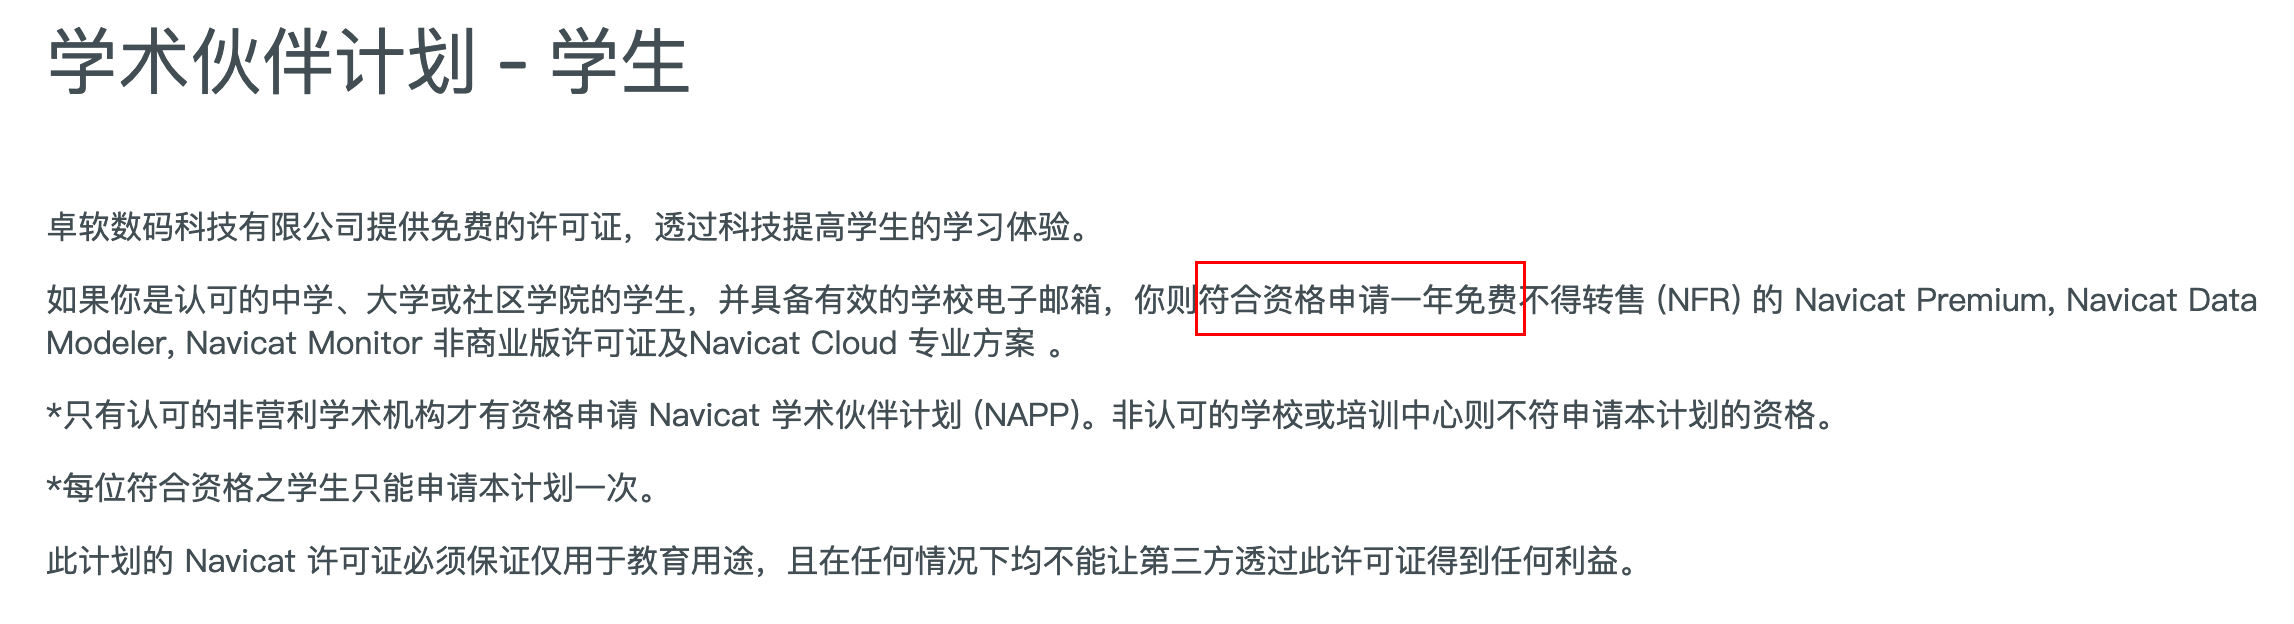 学术伙伴计划 - 学生
卓软数码科技有限公司提供免费的许可证，透过科技提高学生的学习体验。
如果你是认可的中学、大学或社区学院的学生，并具备有效的学校电子邮箱，你则符合资格申请一年免费不得转售 (NFR) 的 Navicat Premium, Navicat Data
Modeler, Navicat Monitor 非商业版许可证及Navicat Cloud 专业方案 。
*只有认可的非营利学术机构才有资格申请 Navicat 学术伙伴计划 (NAPP)。非认可的学校或培训中心则不符申请本计划的资格。
*每位符合资格之学生只能申请本计划一次。
此计划的 Navicat 许可证必须保证仅用于教育用途，且在任何情况下均不能让第三方透过此许可证得到任何利益。